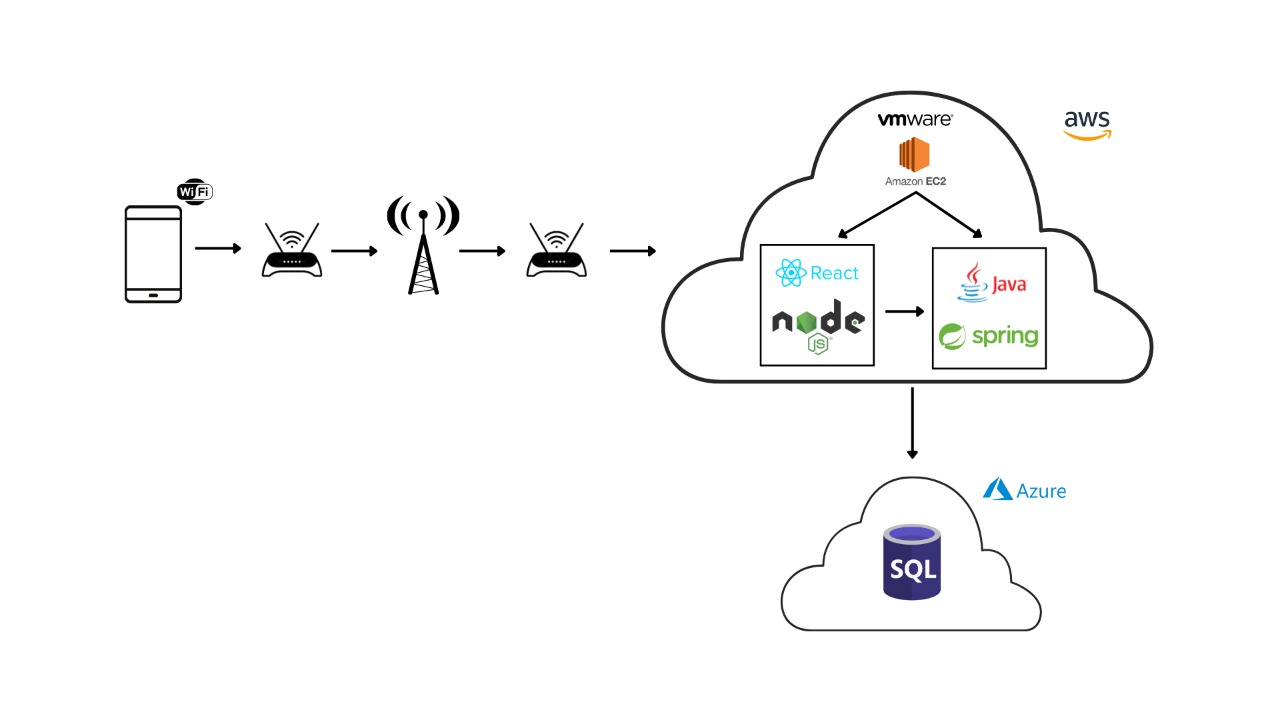 WiFi
vmware®
Amazon EC2
aws
React
node
JS
Java
spring
Azure
SQL